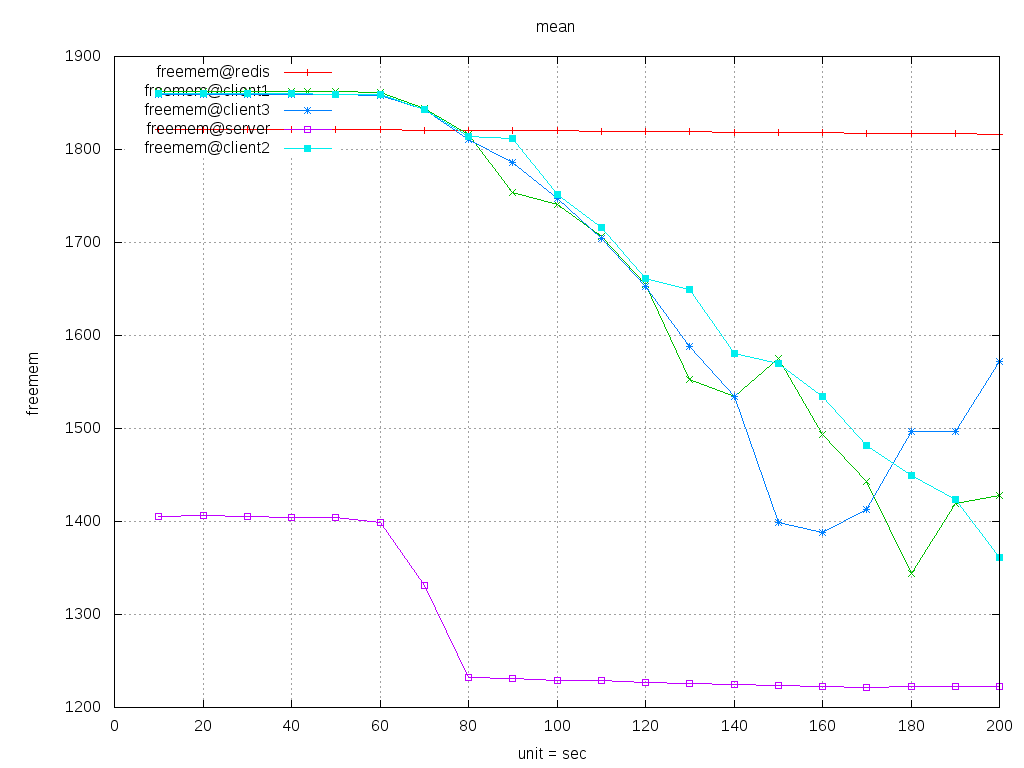 mean
1900
1800
1700
1600
1500
1400
1300
1200
freemem
freemem@redis
freemem@client1
freemem@client3
freemem@server
freemem@client2
0 20 40 60 80 100 120 140 160 180 200
unit = sec